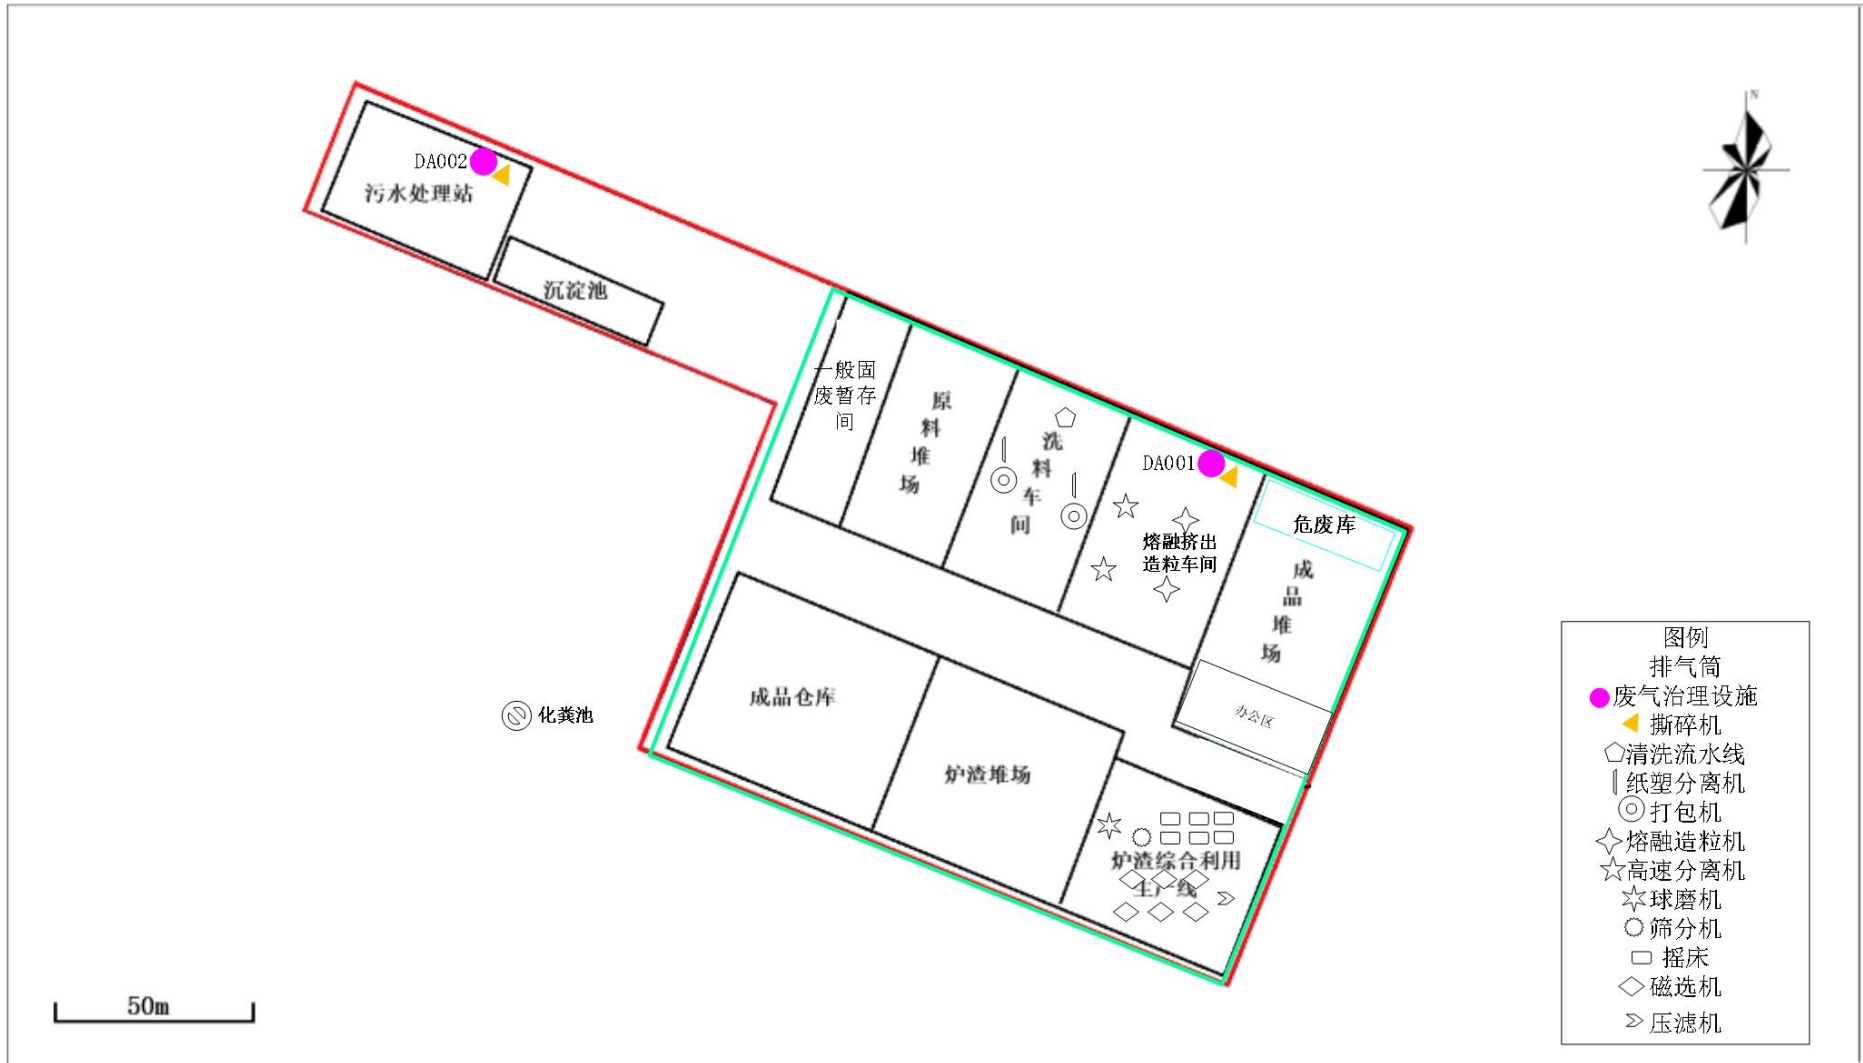 N
DA002
污水处理站
沉淀池
一般固
废暂存
间
原
料
堆
场
洗
料
车
间
DA001
熔融挤出
造粒车间
危废库
成
品
堆
场
办公区
成品仓库
炉渣堆场
化粪池
炉渣综合利用
生产线
50m
图例
排气筒
废气治理设施
撕碎机
清洗流水线
纸塑分离机
打包机
熔融造粒机
高速分离机
球磨机
筛分机
摇床
磁选机
压滤机